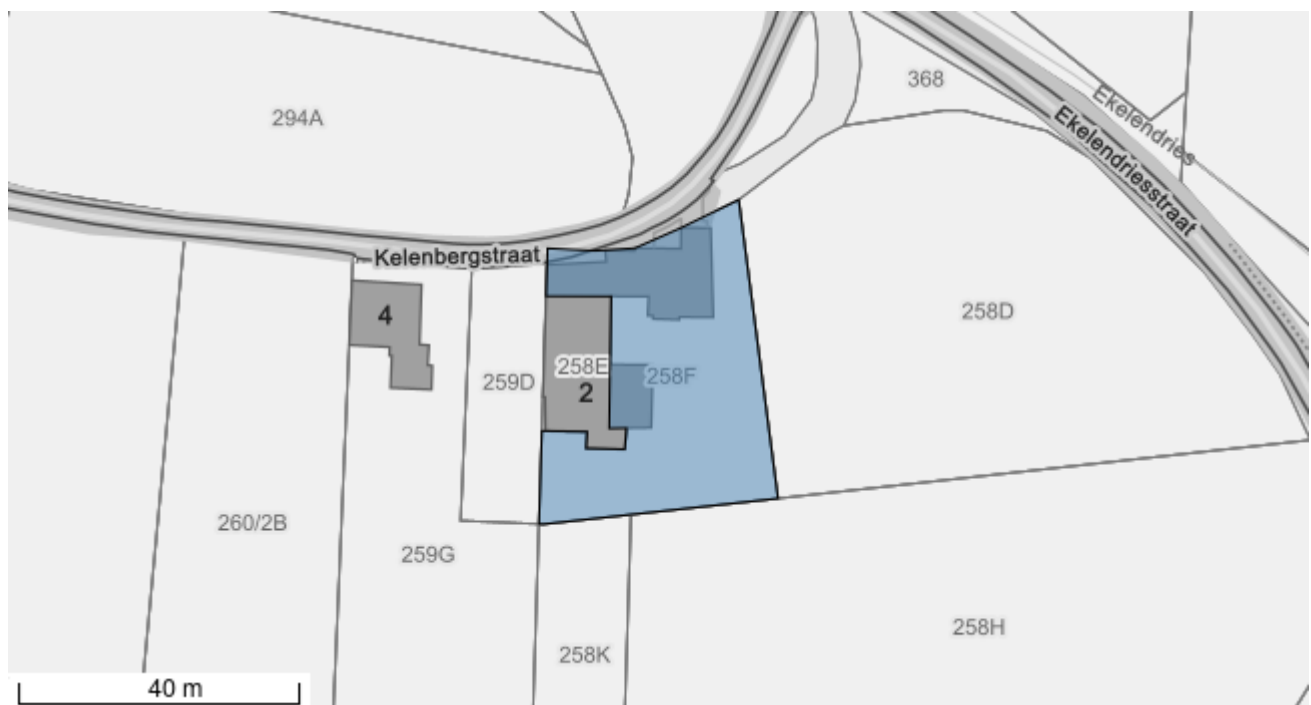 368
294A
Ekelendries
Ekelendriesstraat
Kelenbergstraat
4
258D
258E
258F
259D
2
260/2B
259G
258H
258K
40 m